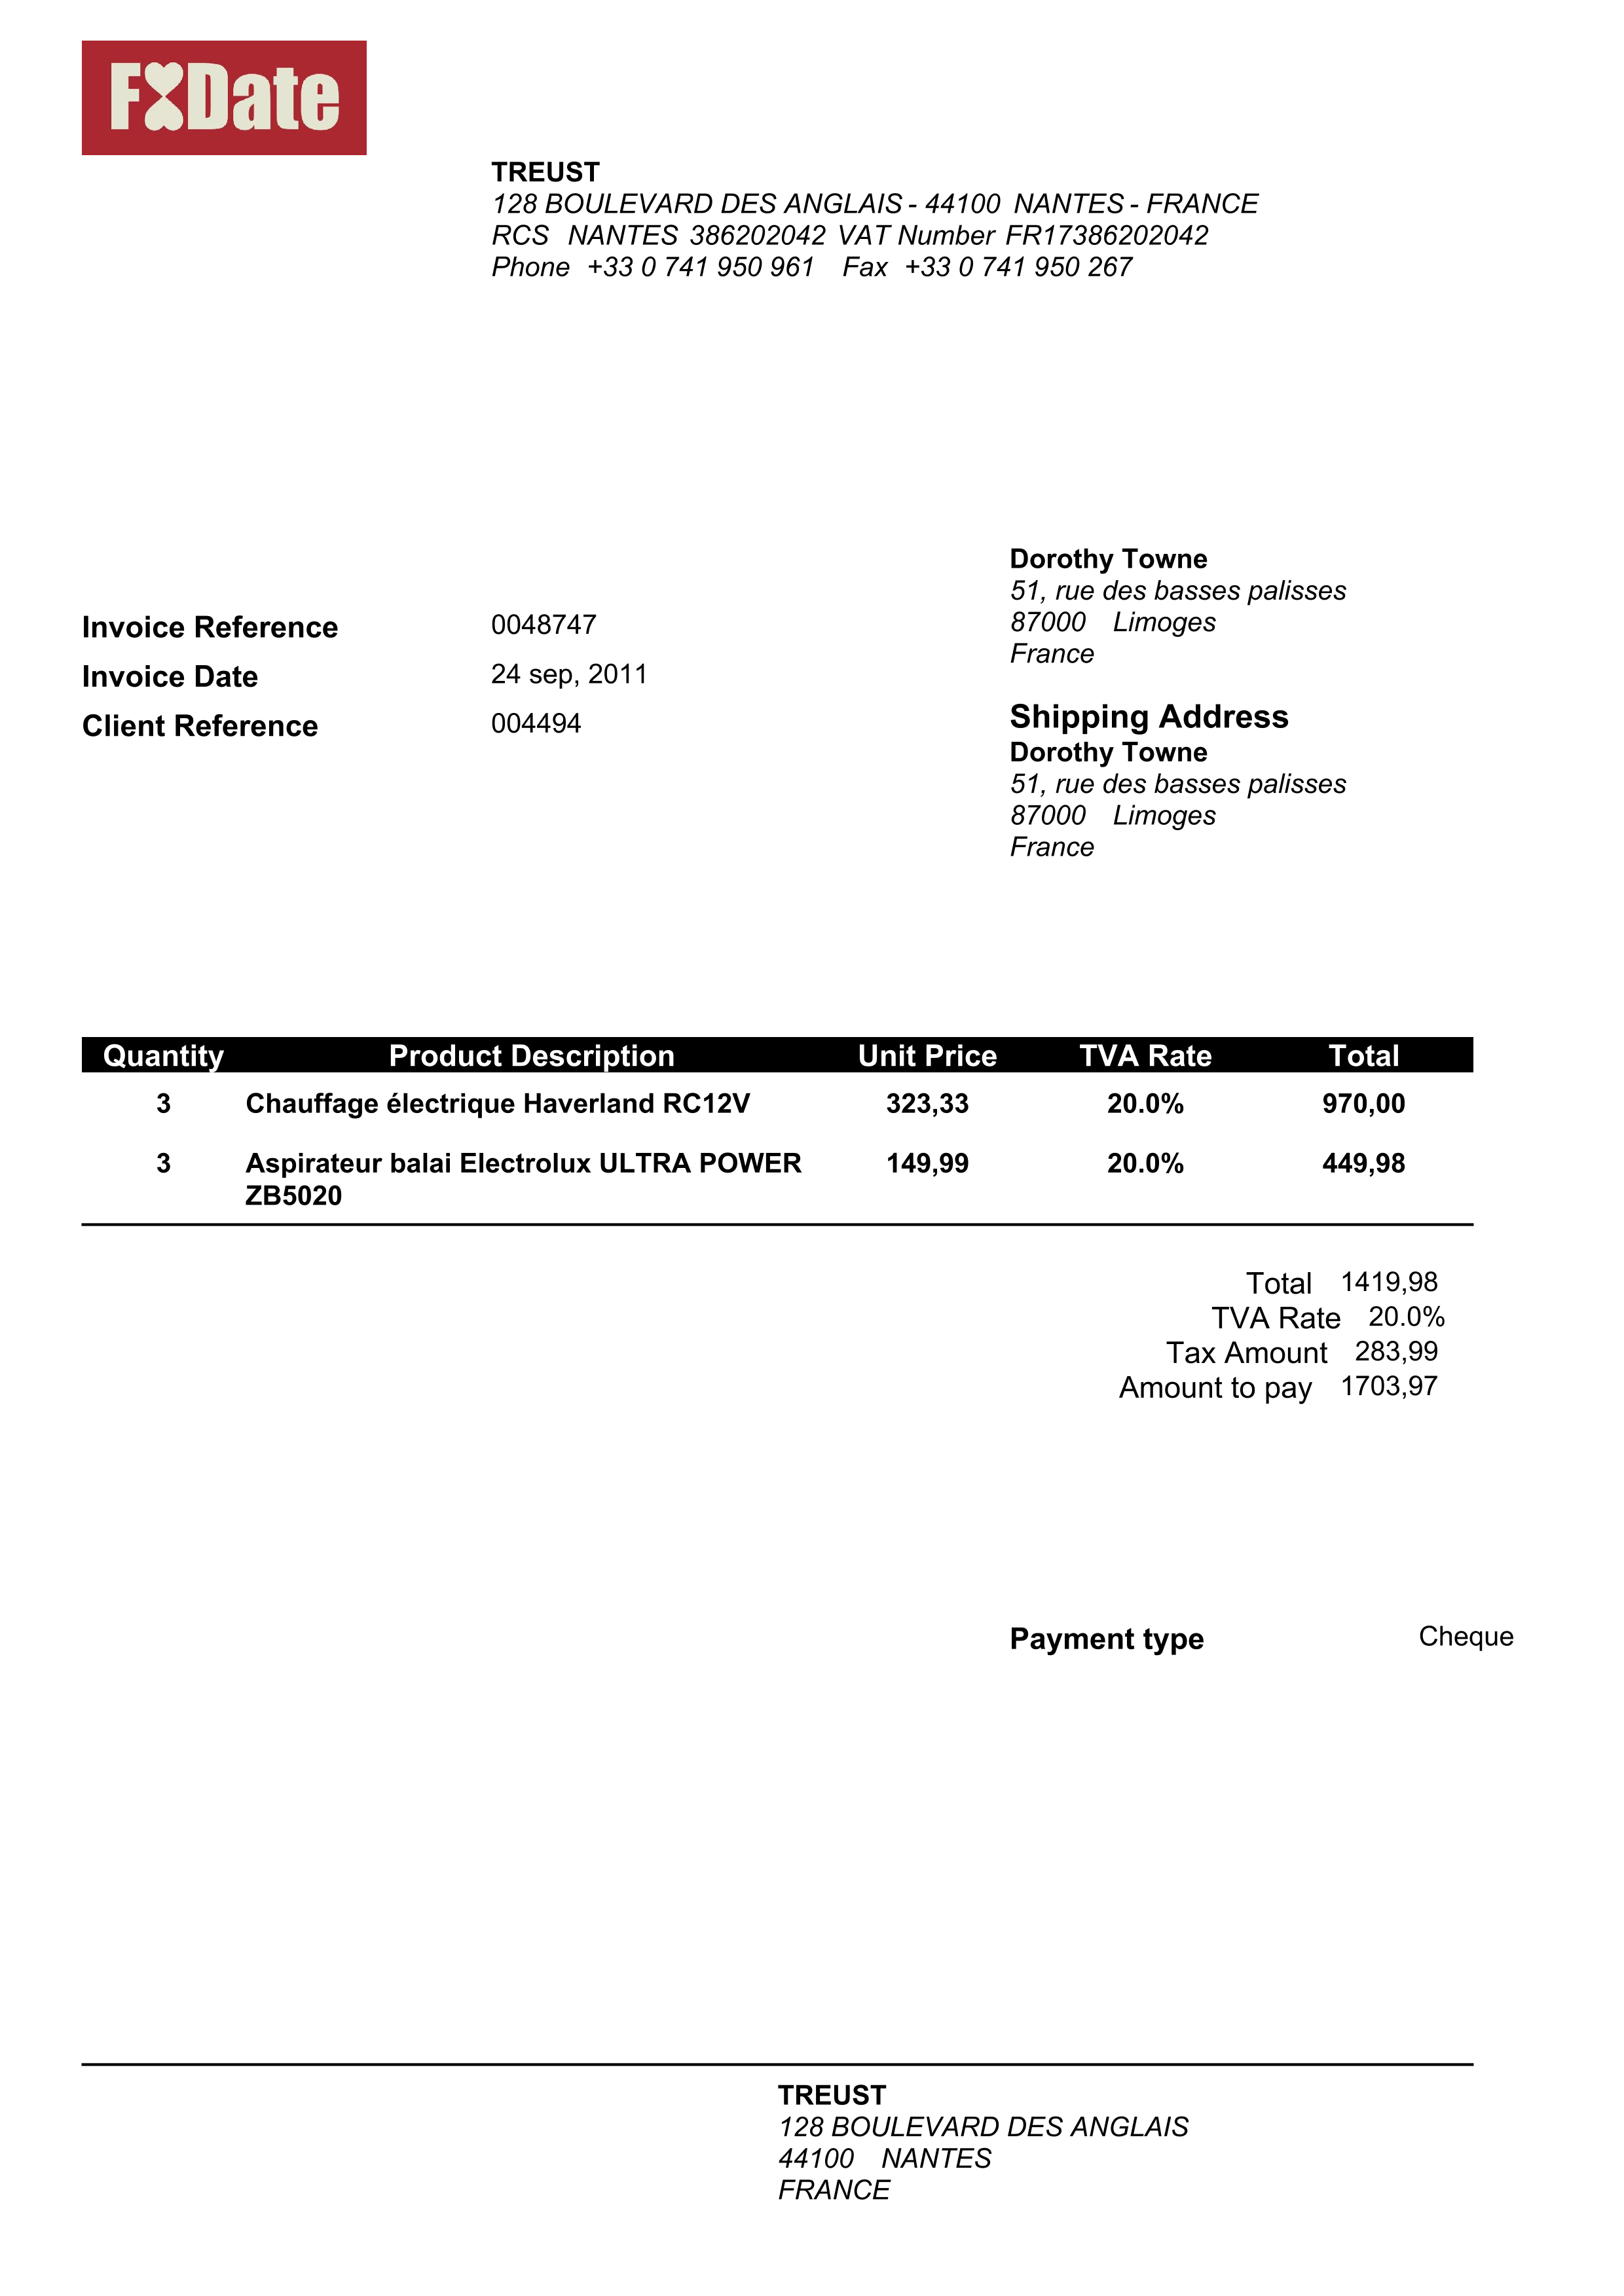 FXDate
TREUST
128 BOULEVARD DES ANGLAIS - 44100 NANTES - FRANCE
RCS NANTES 386202042 VAT Number FR17386202042
Phone +33 0 741 950 961 Fax +33 0 741 950 267
Dorothy Towne
51, rue des basses palisses
87000 Limoges
France
Invoice Reference 0048747
Invoice Date 24 sep, 2011
Client Reference 004494
Shipping Address
Dorothy Towne
51, rue des basses palisses
87000 Limoges
France
Quantity Product Description Unit Price TVA Rate Total
3 Chauffage électrique Haverland RC12V 323,33 20.0% 970,00
3 Aspirateur balai Electrolux ULTRA POWER 149,99 20.0% 449,98
ZB5020
Total 1419,98
TVA Rate 20.0%
Tax Amount 283,99
Amount to pay 1703,97
Payment type Cheque
TREUST
128 BOULEVARD DES ANGLAIS
44100 NANTES
FRANCE